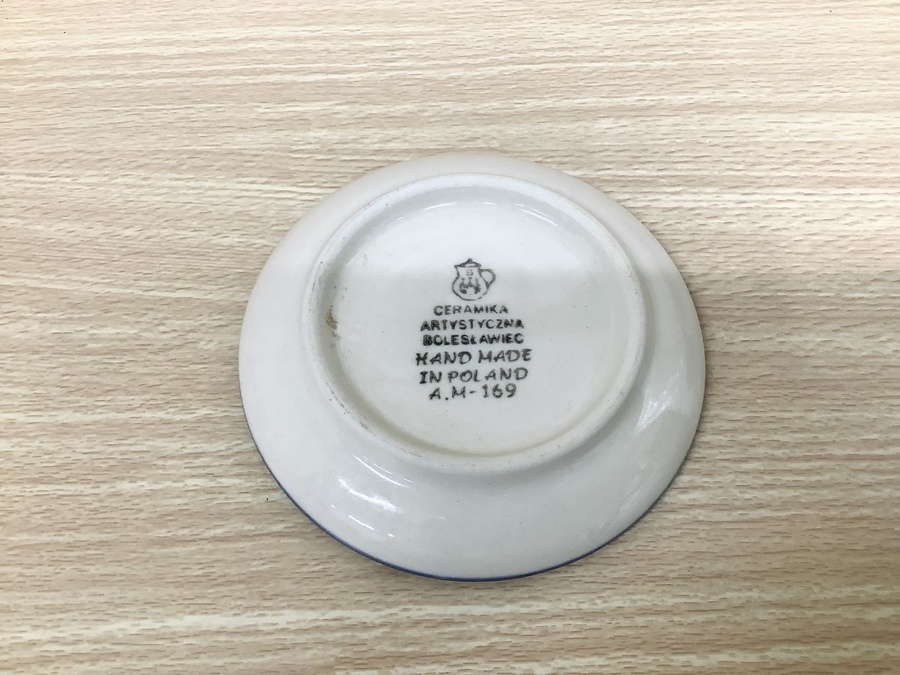 B
CERAMIKA
ARTYSTYCZNA
BOLESŁAWIEC
HAND MADE
IN POLAND
A.M-169